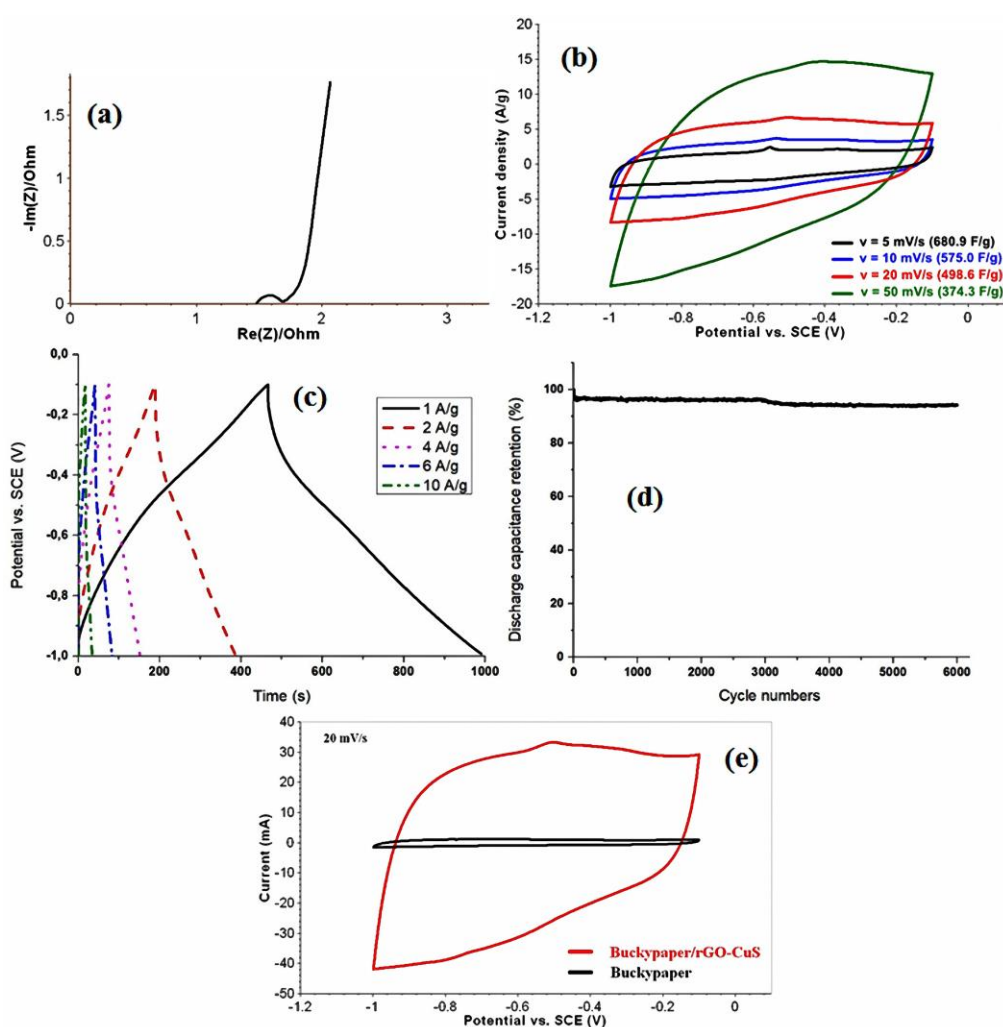 (a)
-Im(Z)/Ohm
1.5
1
0.5
0
0 1 2 3
Re(Z)/Ohm
(b)
Current density (A/g)
20
15
10
5
0
-5
-10
-15
-20
-1.2 -1 -0.8 -0.6 -0.4 -0.2 0
Potential vs. SCE (V)
v = 5 mV/s (680.9 F/g)
v = 10 mV/s (575.0 F/g)
v = 20 mV/s (498.6 F/g)
v = 50 mV/s (374.3 F/g)
(c)
Potential vs. SCE (V)
0,0
-0,2
-0,4
-0,6
-0,8
-1,0
0 200 400 600 800 1000
Time (s)
1 A/g
2 A/g
4 A/g
6 A/g
10 A/g
(d)
Discharge capacitance retention (%)
100
80
60
40
20
0
0 1000 2000 3000 4000 5000 6000
Cycle numbers
20 mV/s
(e)
Current (mA)
40
30
20
10
0
-10
-20
-30
-40
-50
-1.2 -1 -0.8 -0.6 -0.4 -0.2 0
Potential vs. SCE (V)
Buckypaper/rGO-CuS
Buckypaper